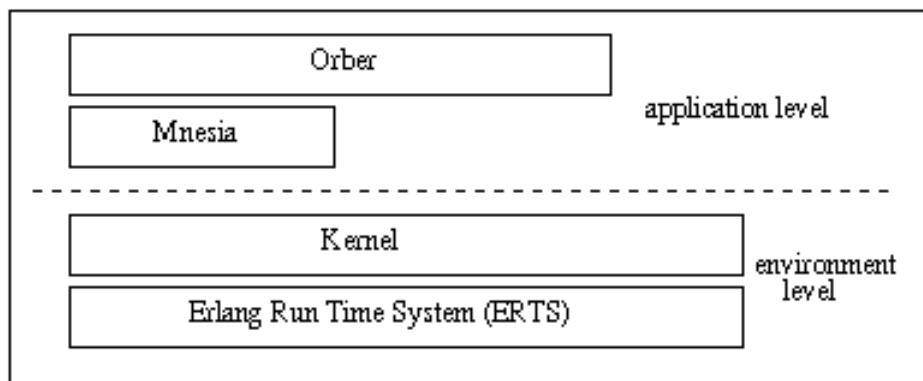 Orber
application level
Mnesia
Kernel
environment
level
Erlang Run Time System (ERTS)